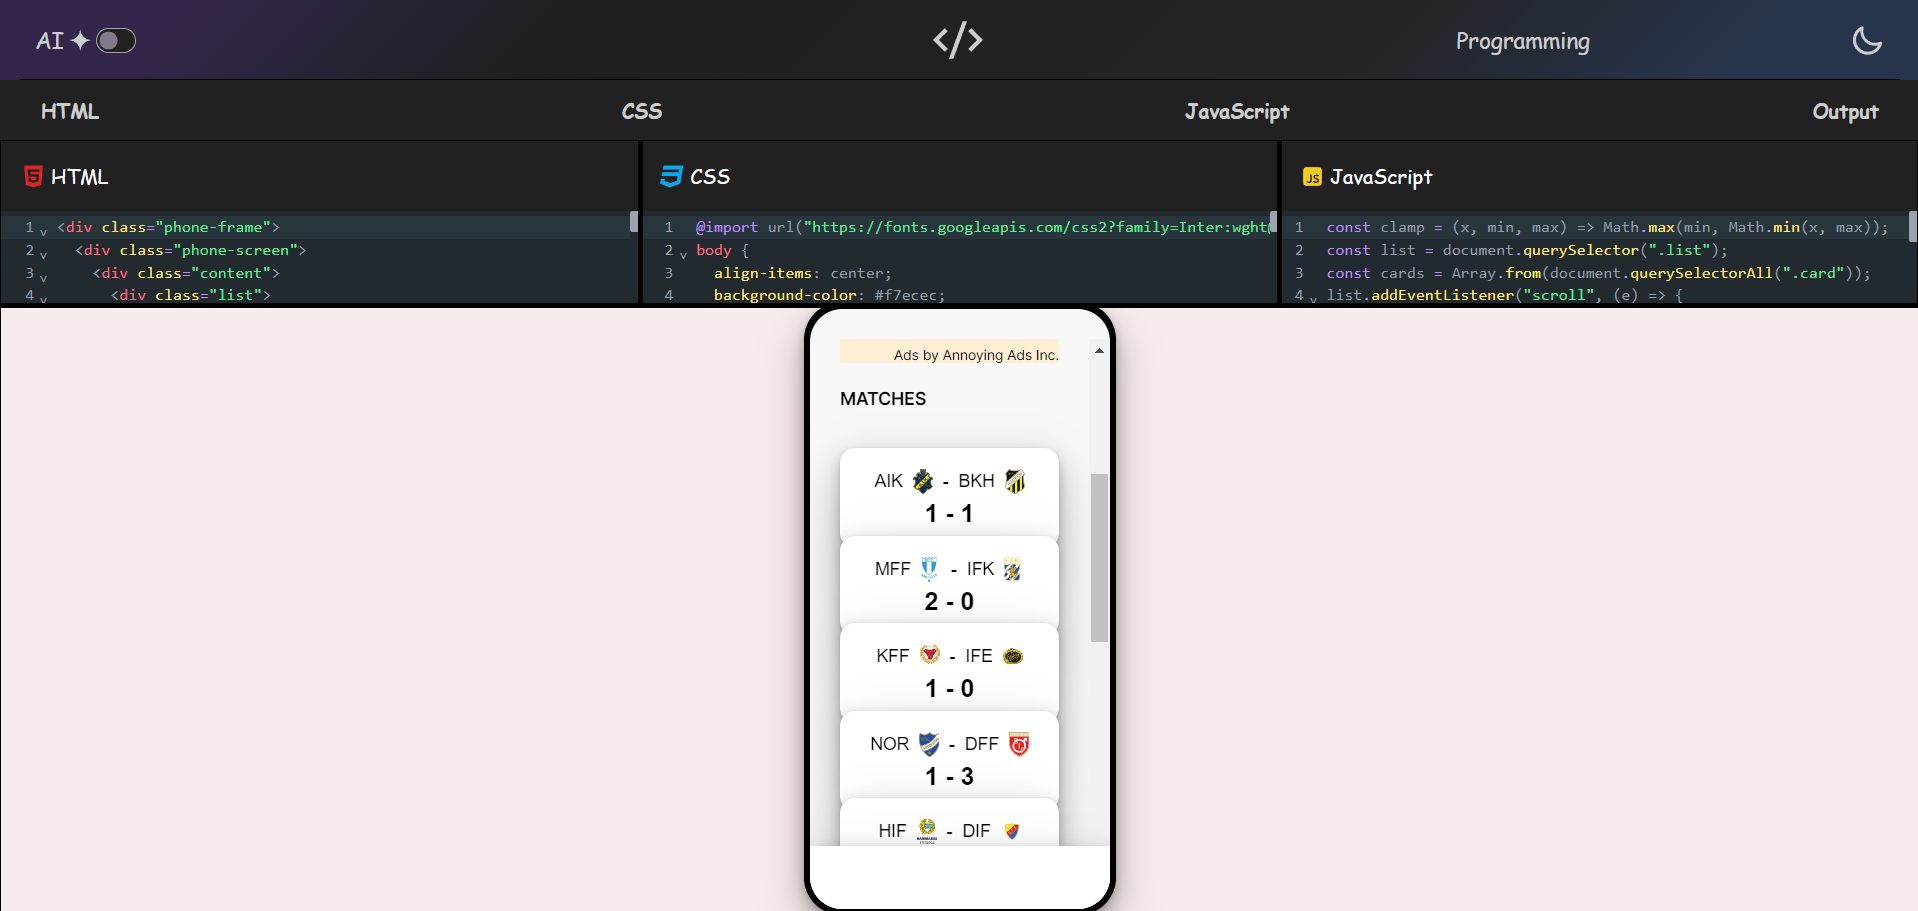 AI
</>
Programming
HTML
CSS
JavaScript
Output
HTML
1 <div class="phone-frame">
2 <div class="phone-screen">
3 <div class="content">
4 <div class="list">
CSS
1 @import url("https://fonts.googleapis.com/css2?family=Inter:wght
2 body {
3 align-items: center;
4 background-color: #f7ecec;
JS JavaScript
1 const clamp = (x, min, max) => Math.max(min, Math.min(x, max));
2 const list = document.querySelector(".list");
3 const cards = Array.from(document.querySelectorAll(".card"));
4 list.addEventListener("scroll", (e) => {
Ads by Annoying Ads Inc.
MATCHES
AIK - BKH
1 - 1
MFF - IFK
2 - 0
KFF - IFE
1 - 0
NOR - DFF
1 - 3
HIF - DIF